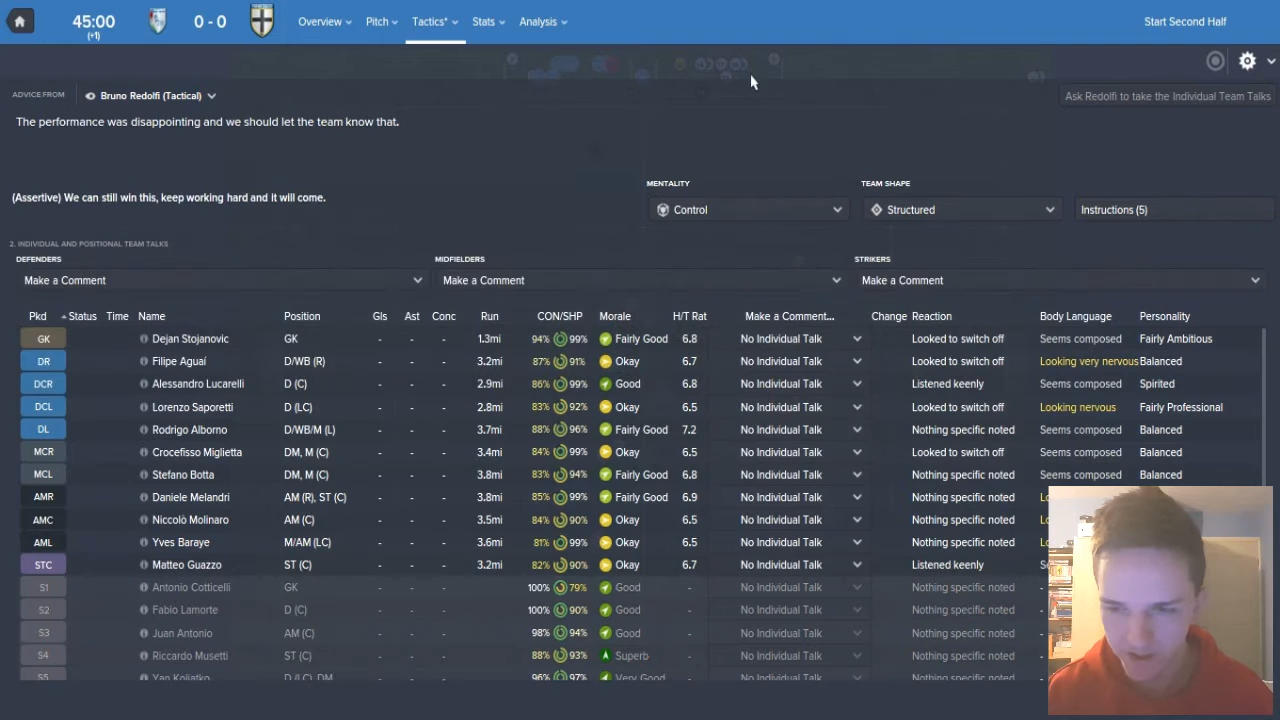 45:00
(+1)
0 - 0
Overview Pitch Tactics* Stats Analysis
Start Second Half
ADVICE FROM Bruno Redolfi (Tactical)
Ask Redolfi to take the Individual Team Talks
The performance was disappointing and we should let the team know that.
MENTALITY TEAM SHAPE
(Assertive) We can still win this, keep working hard and it will come.
Control Structured Instructions (5)
2. INDIVIDUAL AND POSITIONAL TEAM TALKS
DEFENDERS MIDFIELDERS STRIKERS
Make a Comment Make a Comment Make a Comment
Pkd Status Time Name Position Gls Ast Conc Run CON/SHP Morale H/T Rat Make a Comment... Change Reaction Body Language Personality
GK Dejan Stojanovic GK - - - 1.3mi 94% 99% Fairly Good 6.8 No Individual Talk Looked to switch off Seems composed Fairly Ambitious
DR Filipe Aguaí D/WB (R) - - - 3.2mi 87% 91% Okay 6.7 No Individual Talk Looked to switch off Looking very nervous Balanced
DCR Alessandro Lucarelli D (C) - - - 2.9mi 86% 99% Good 6.8 No Individual Talk Listened keenly Seems composed Spirited
DCL Lorenzo Saporetti D (LC) - - - 2.8mi 83% 92% Okay 6.5 No Individual Talk Looked to switch off Looking nervous Fairly Professional
DL Rodrigo Alborno D/WB/M (L) - - - 3.7mi 88% 96% Fairly Good 7.2 No Individual Talk Nothing specific noted Seems composed Balanced
MCR Crocefisso Miglietta DM, M (C) - - - 3.4mi 84% 99% Okay 6.5 No Individual Talk Looked to switch off Seems composed Balanced
MCL Stefano Botta DM, M (C) - - - 3.8mi 83% 94% Fairly Good 6.8 No Individual Talk Nothing specific noted Seems composed Balanced
AMR Daniele Melandri AM (R), ST (C) - - - 3.8mi 85% 99% Fairly Good 6.9 No Individual Talk Nothing specific noted
AMC Niccolò Molinaro AM (C) - - - 3.5mi 84% 90% Okay 6.5 No Individual Talk Nothing specific noted
AML Yves Baraye M/AM (LC) - - - 3.6mi 81% 99% Okay 6.5 No Individual Talk Nothing specific noted
STC Matteo Guazzo ST (C) - - - 3.2mi 82% 90% Okay 6.7 No Individual Talk Listened keenly
S1 Antonio Cotticelli GK 100% 79% Good - No Individual Talk Nothing specific noted -
S2 Fabio Lamorte D (C) 100% 90% Good - No Individual Talk Nothing specific noted -
S3 Juan Antonio AM (C) 98% 94% Good - No Individual Talk Nothing specific noted -
S4 Riccardo Musetti ST (C) 88% 93% Superb - No Individual Talk Nothing specific noted -
S5 Yan Koliatko D (LC), DM 96% 97% Very Good - No Individual Talk Nothing specific noted -